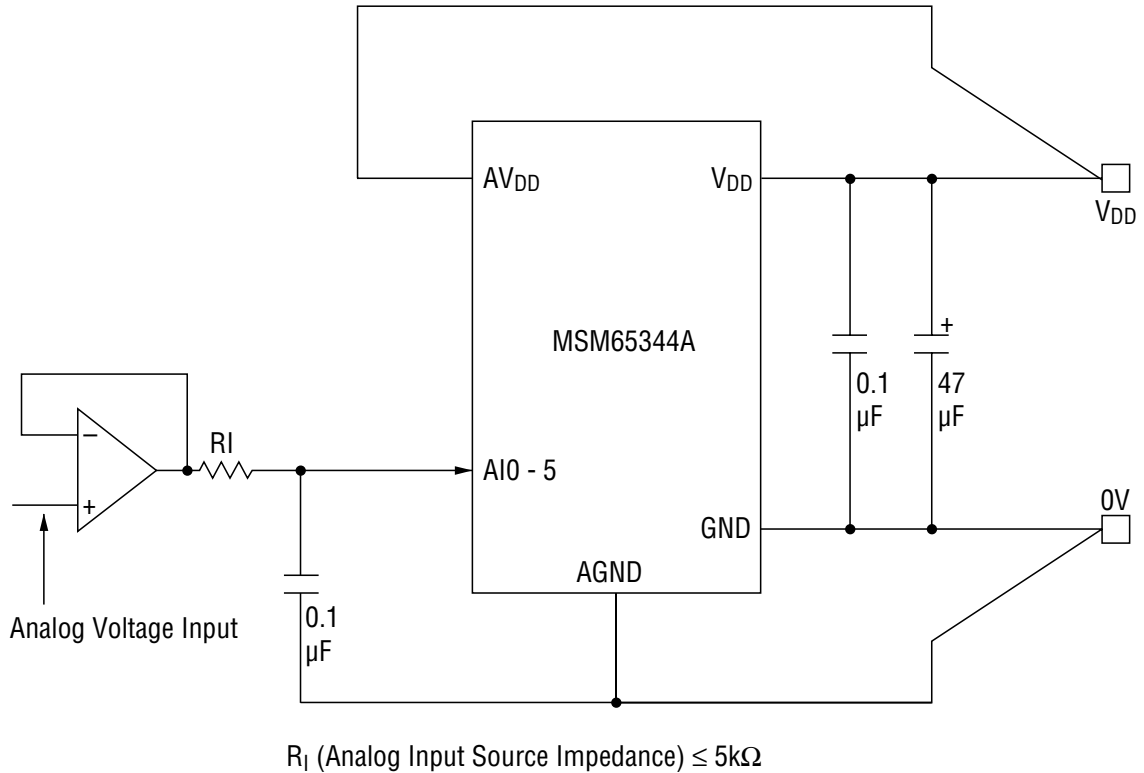 AVDD
VDD
VDD
MSM65344A
+
0.1
µF
47
µF
−
RI
+
AI0 - 5
0V
GND
AGND
0.1
µF
Analog Voltage Input
RI (Analog Input Source Impedance) ≤ 5kΩ